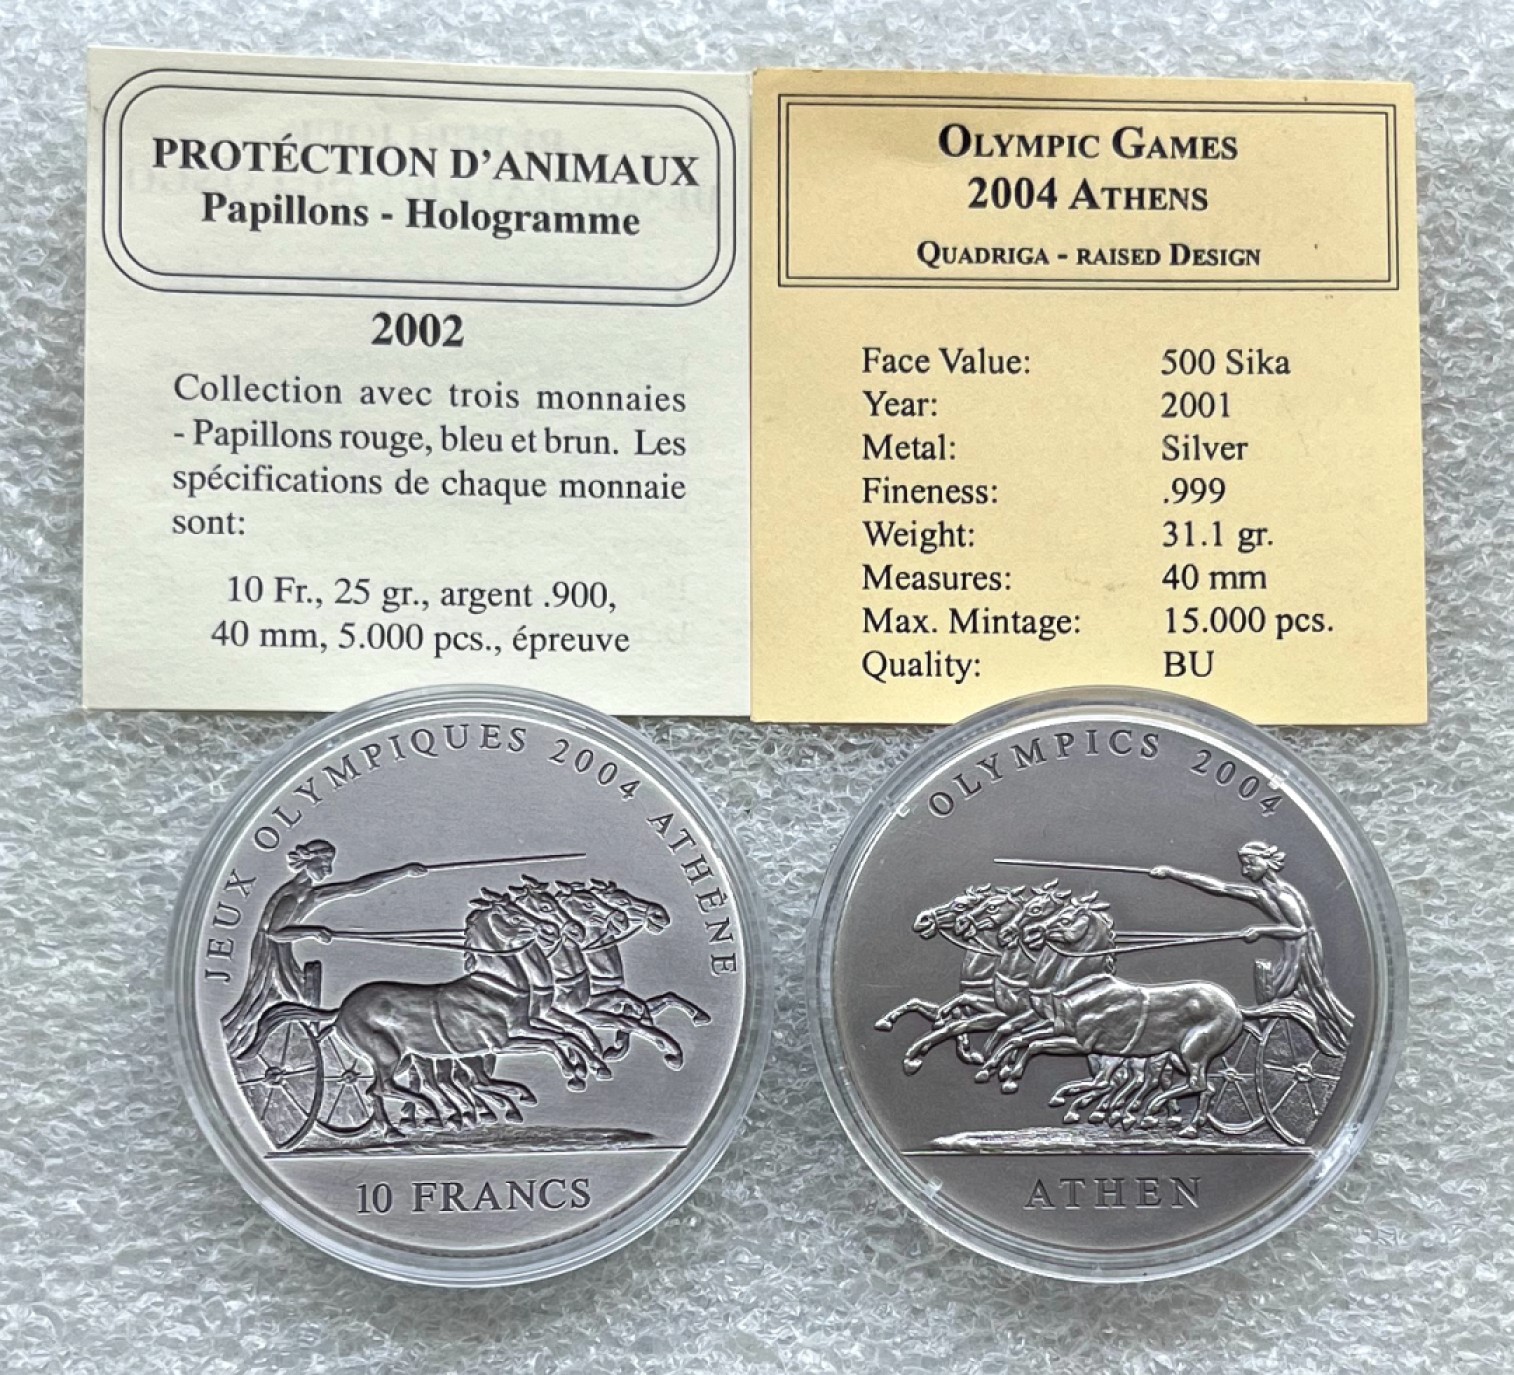 PROTÉCTION D'ANIMAUX
Papillons - Hologramme
2002
Collection avec trois monnaies
- Papillons rouge, bleu et brun. Les
spécifications de chaque monnaie
sont:
10 Fr., 25 gr., argent .900,
40 mm, 5.000 pcs., épreuve
OLYMPIC GAMES
2004 ATHENS
QUADRIGA - RAISED DESIGN
Face Value: 500 Sika
Year: 2001
Metal: Silver
Fineness: .999
Weight: 31.1 gr.
Measures: 40 mm
Max. Mintage: 15.000 pcs.
Quality: BU
JEUX OLYMPIQUES 2004 ATHÈNE
10 FRANCS
OLYMPICS 2004
ATHEN